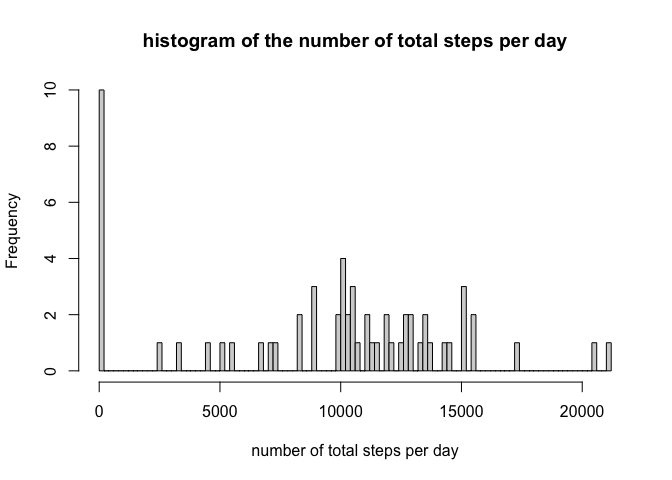 histogram of the number of total steps per day
Frequency
10
8
6
4
2
0
0 5000 10000 15000 20000
number of total steps per day